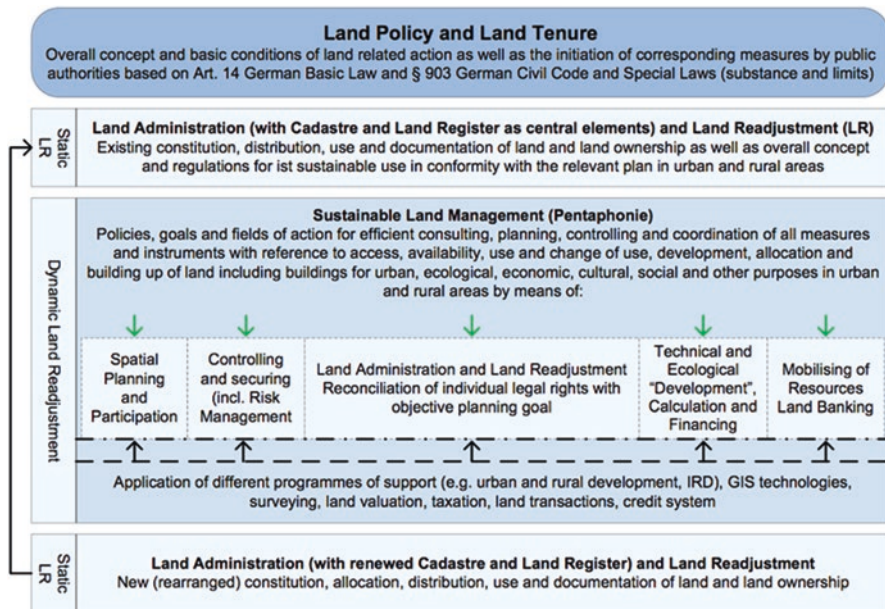 Land Policy and Land Tenure
Overall concept and basic conditions of land related action as well as the initiation of corresponding measures by public
authorities based on Art. 14 German Basic Law and § 903 German Civil Code and Special Laws (substance and limits)
Static
LR
Land Administration (with Cadastre and Land Register as central elements) and Land Readjustment (LR)
Existing constitution, distribution, use and documentation of land and land ownership as well as overall concept
and regulations for ist sustainable use in conformity with the relevant plan in urban and rural areas
Dynamic Land Readjustment
Sustainable Land Management (Pentaphonie)
Policies, goals and fields of action for efficient consulting, planning, controlling and coordination of all measures
and instruments with reference to access, availability, use and change of use, development, allocation and
building up of land including buildings for urban, ecological, economic, cultural, social and other purposes in urban
and rural areas by means of:
Spatial
Planning
and
Participation
Controlling
and securing
(incl. Risk
Management
Land Administration and Land Readjustment
Reconciliation of individual legal rights with
objective planning goal
Technical and
Ecological
“Development”,
Calculation and
Financing
Mobilising of
Resources
Land Banking
Application of different programmes of support (e.g. urban and rural development, IRD), GIS technologies,
surveying, land valuation, taxation, land transactions, credit system
Static
LR
Land Administration (with renewed Cadastre and Land Register) and Land Readjustment
New (rearranged) constitution, allocation, distribution, use and documentation of land and land ownership